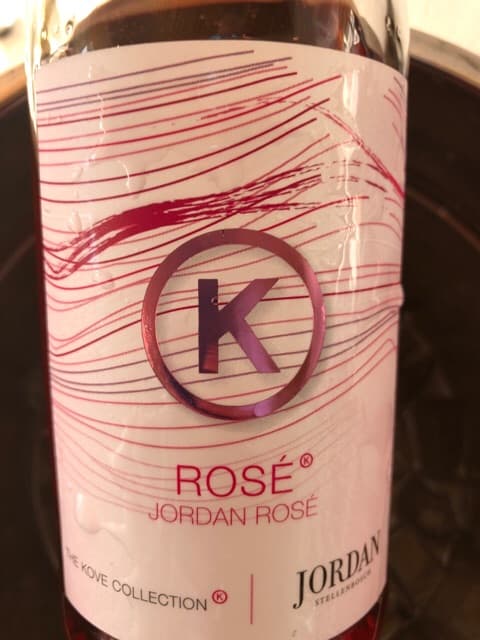 K
ROSÉ Ⓚ
JORDAN ROSÉ
THE KOVE COLLECTION Ⓚ
JORDAN
STELLENBOSCH